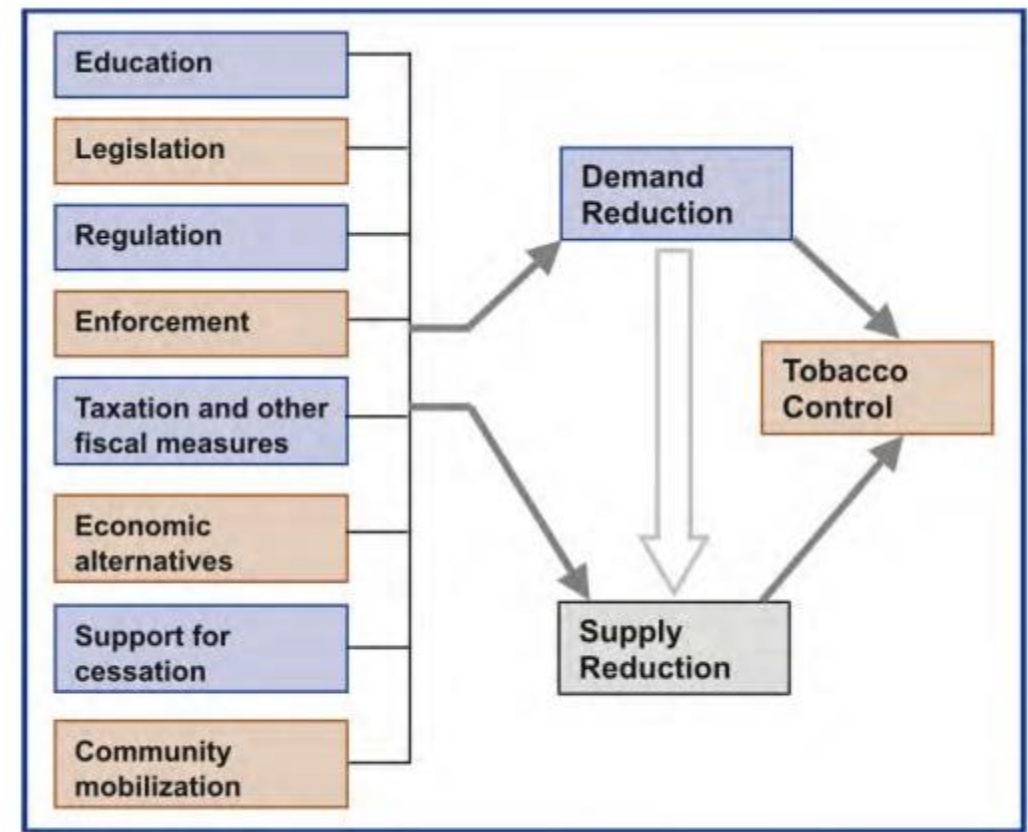 Education
Legislation
Regulation
Enforcement
Taxation and other
fiscal measures
Economic
alternatives
Support for
cessation
Community
mobilization
Demand
Reduction
Supply
Reduction
Tobacco
Control